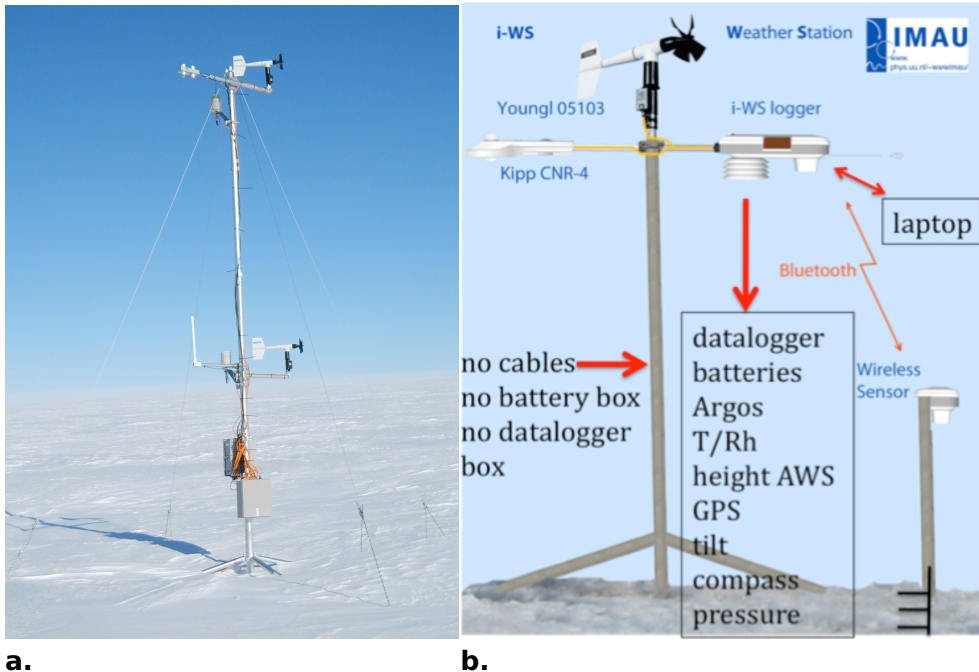 i-WS
Weather Station
IMAU
www.
phys.uu.nl/~wwwimau/
Youngl 05103
i-WS logger
Kipp CNR-4
laptop
Bluetooth
no cables
no battery box
no datalogger
box
datalogger
batteries
Argos
T/Rh
height AWS
GPS
tilt
compass
pressure
Wireless
Sensor
a.
b.